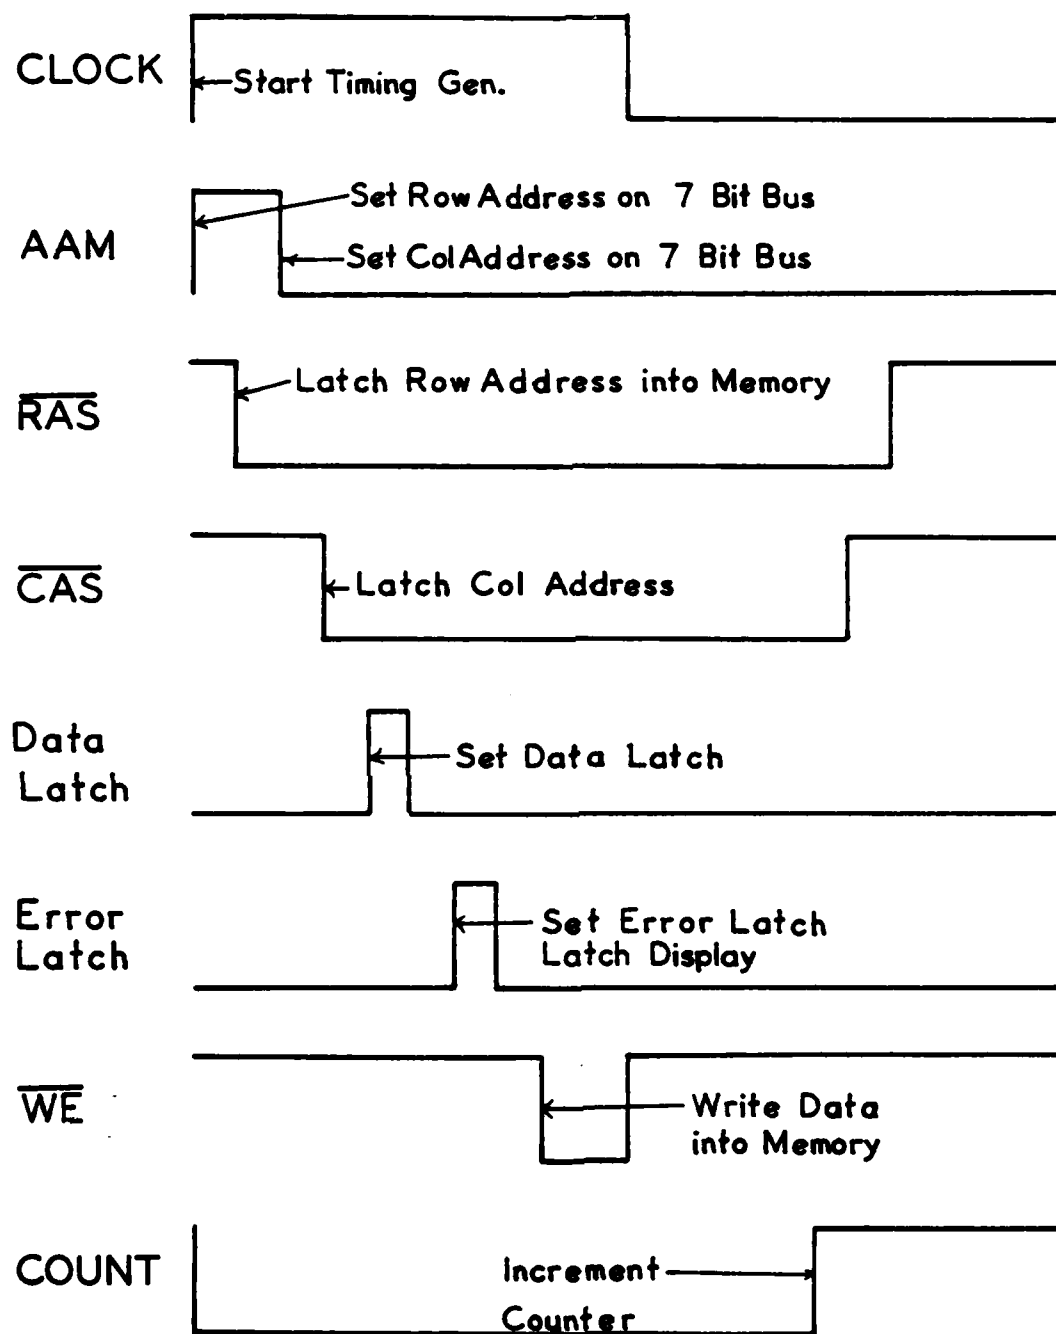 CLOCK
Start Timing Gen.
AAM
Set Row Address on 7 Bit Bus
Set Col Address on 7 Bit Bus
RAS
Latch Row Address into Memory
CAS
Latch Col Address
Data
Latch
Set Data Latch
Error
Latch
Set Error Latch
Latch Display
WE
Write Data
into Memory
COUNT
Increment
Counter